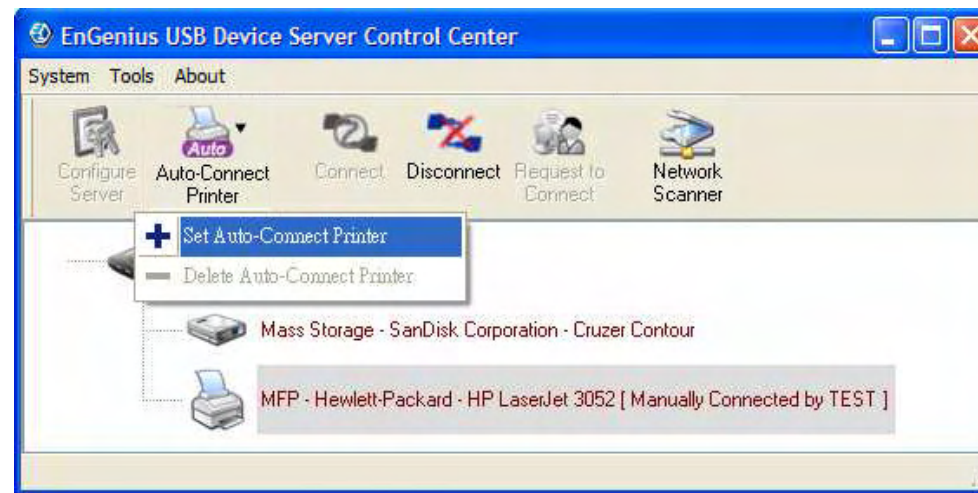 EnGenius USB Device Server Control Center
System Tools About
Configure Server
Auto
Auto-Connect Printer
Connect
Disconnect
Request to Connect
Network Scanner
Set Auto-Connect Printer
Delete Auto-Connect Printer
Mass Storage - SanDisk Corporation - Cruzer Contour
MFP - Hewlett-Packard - HP LaserJet 3052 [ Manually Connected by TEST ]